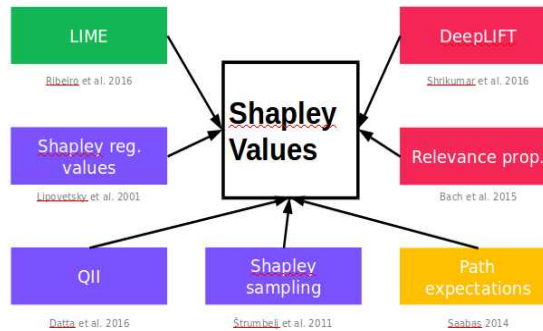 LIME
Ribeiro et al. 2016
DeepLIFT
Shrikumar et al. 2016
Shapley
Values
Shapley reg.
values
Lipovetsky et al. 2001
Relevance prop.
Bach et al. 2015
QII
Datta et al. 2016
Shapley
sampling
Štrumbelj et al. 2011
Path
expectations
Saabas 2014